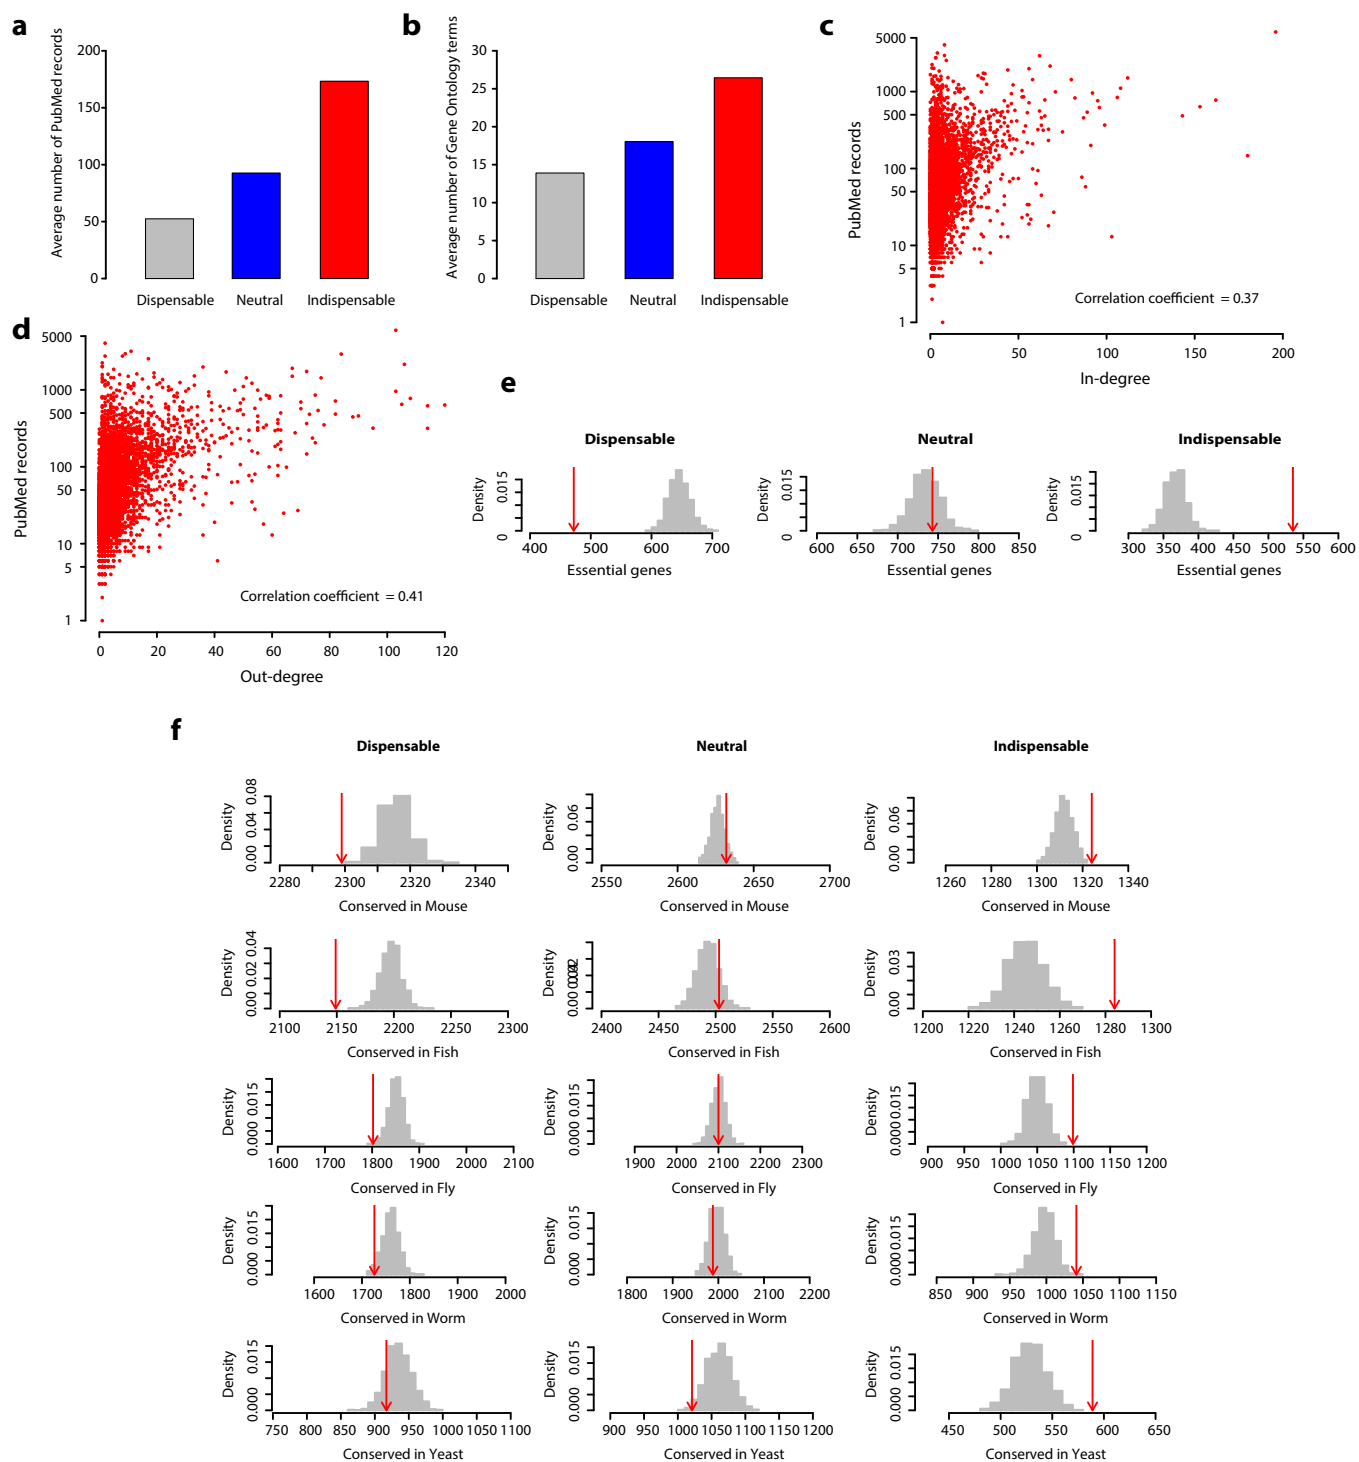 a
Average number of PubMed records
200
150
100
50
0
Dispensable Neutral Indispensable
b
Average number of Gene Ontology terms
30
25
20
15
10
5
0
Dispensable Neutral Indispensable
c
PubMed records
5000
1000
500
100
50
10
5
1
Correlation coefficient = 0.37
0 50 100 150 200
In-degree
d
PubMed records
5000
1000
500
100
50
10
5
1
Correlation coefficient = 0.41
0 20 40 60 80 100 120
Out-degree
e
Dispensable
Density
0 0.015
400 500 600 700
Essential genes
Neutral
Density
0 0.015
600 650 700 750 800 850
Essential genes
Indispensable
Density
0 0.015
300 350 400 450 500 550 600
Essential genes
f
Dispensable Neutral Indispensable
Density
0.00 0.04 0.08
2280 2300 2320 2340
Conserved in Mouse
Density
0.00 0.06
2550 2600 2650 2700
Conserved in Mouse
Density
0.00 0.06
1260 1280 1300 1320 1340
Conserved in Mouse
Density
0.00 0.02 0.04
2100 2150 2200 2250 2300
Conserved in Fish
Density
0.00 0.02
2400 2450 2500 2550 2600
Conserved in Fish
Density
0.00 0.03
1200 1220 1240 1260 1280 1300
Conserved in Fish
Density
0.000 0.015
1600 1700 1800 1900 2000 2100
Conserved in Fly
Density
0.000 0.015
1900 2000 2100 2200 2300
Conserved in Fly
Density
0.000 0.015
900 950 1000 1050 1100 1150 1200
Conserved in Fly
Density
0.000 0.015
1600 1700 1800 1900 2000
Conserved in Worm
Density
0.000 0.015
1800 1900 2000 2100 2200
Conserved in Worm
Density
0.000 0.015
850 900 950 1000 1050 1100 1150
Conserved in Worm
Density
0.000 0.015
750 800 850 900 950 1000 1100
Conserved in Yeast
Density
0.000 0.015
900 950 1000 1050 1100 1150 1200
Conserved in Yeast
Density
0.000 0.015
450 500 550 600 650
Conserved in Yeast